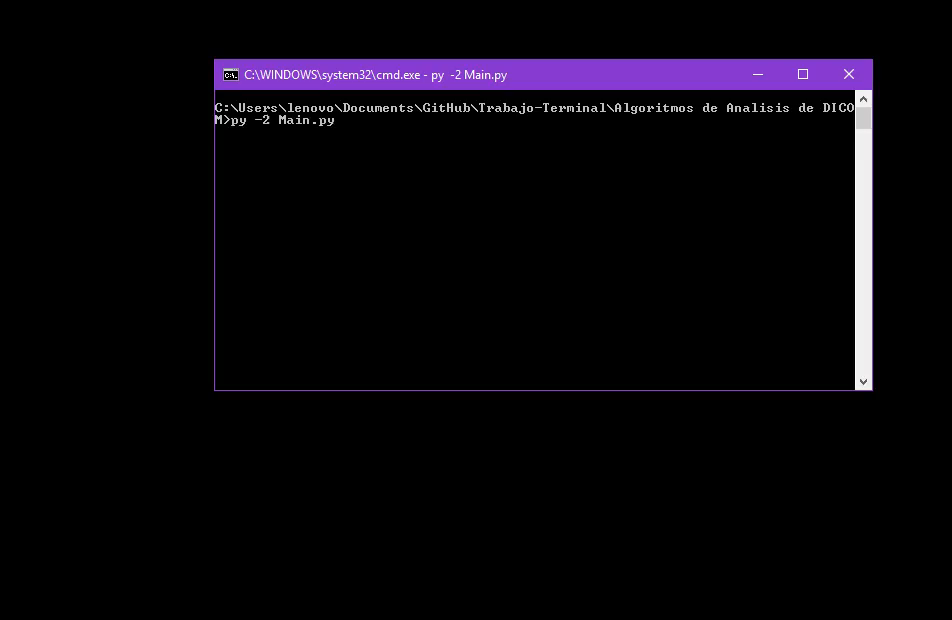 C:\WINDOWS\system32\cmd.exe - py  -2 Main.py
C:\Users\lenovo\Documents\GitHub\Trabajo-Terminal\Algoritmos de Analisis de DICO
M>py -2 Main.py